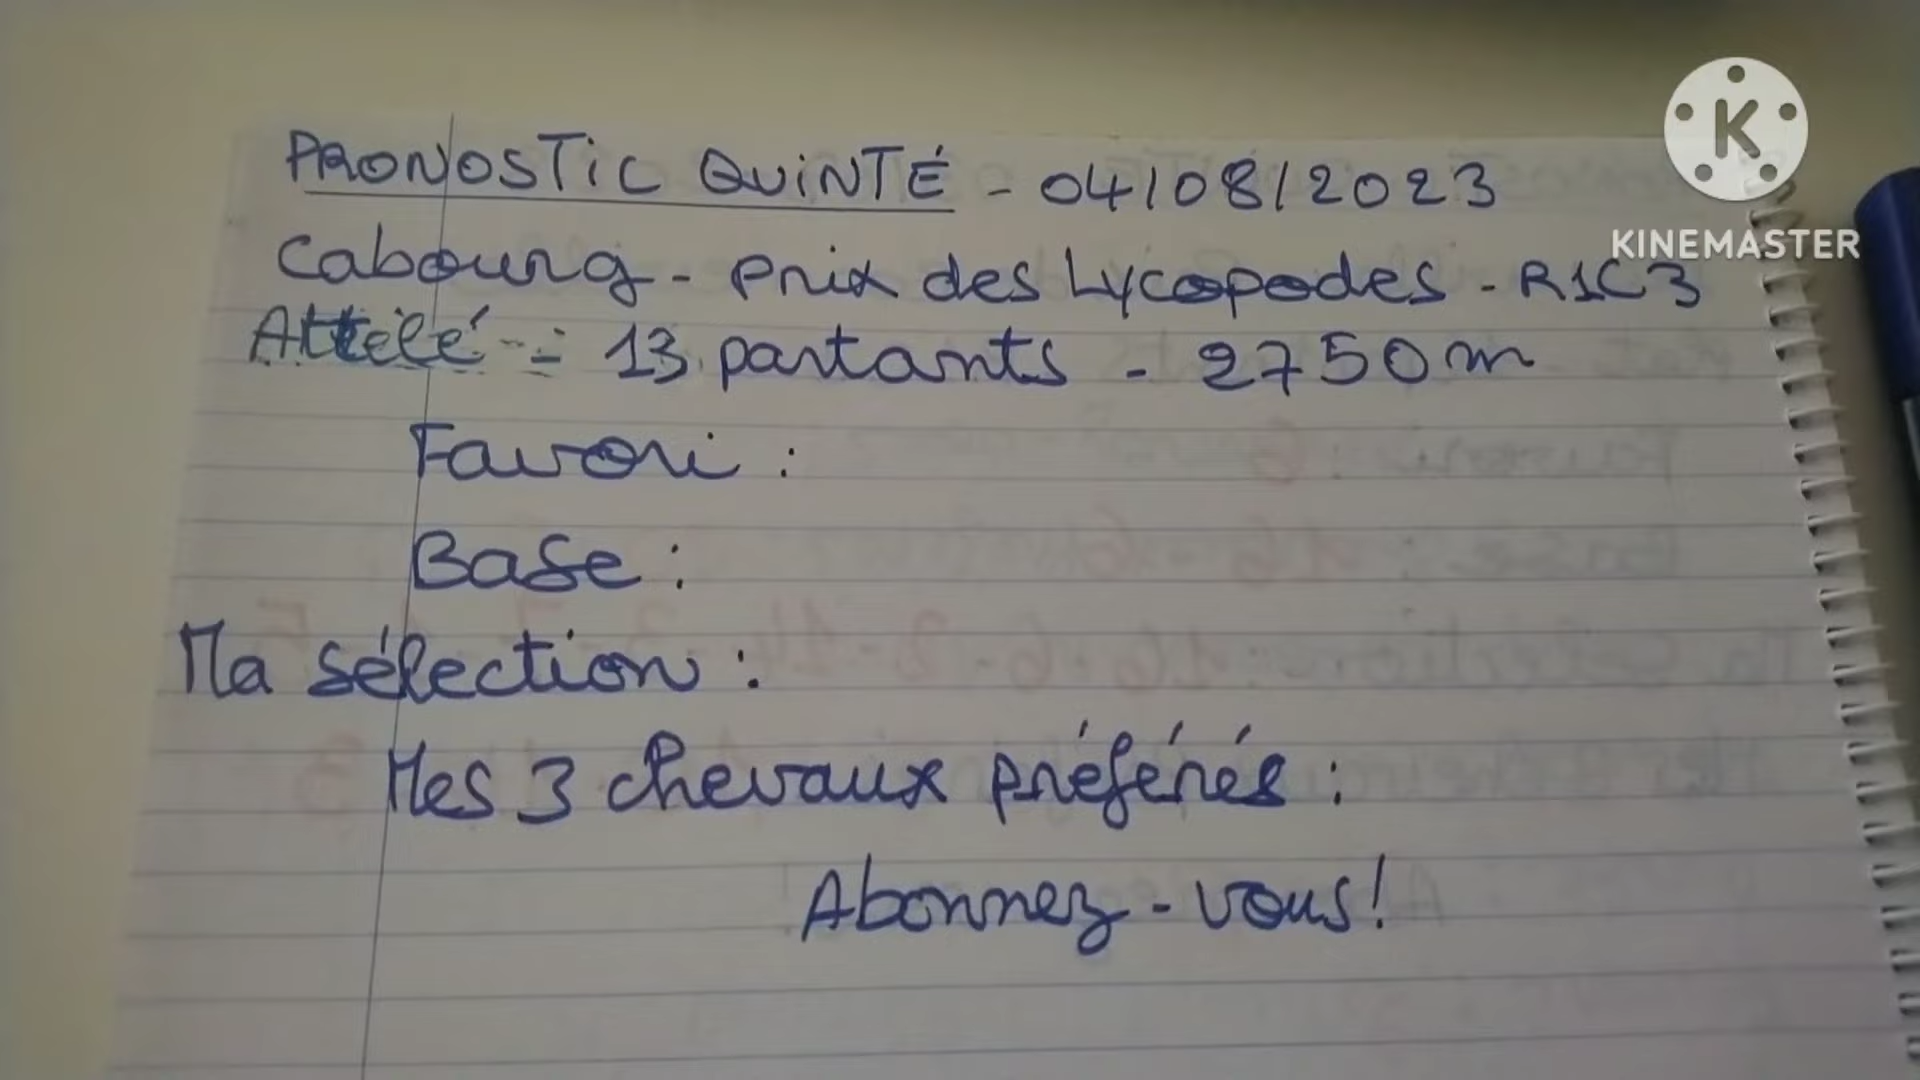 PRONOSTIC QUINTÉ - 04/08/2023
Cabourg - Prix des Lycopodes - R1C3
Attelé - 13 partants - 2750m
Favori :
Base :
Ma sélection :
Mes 3 chevaux préférés :
Abonnez-vous!
K
KINEMASTER